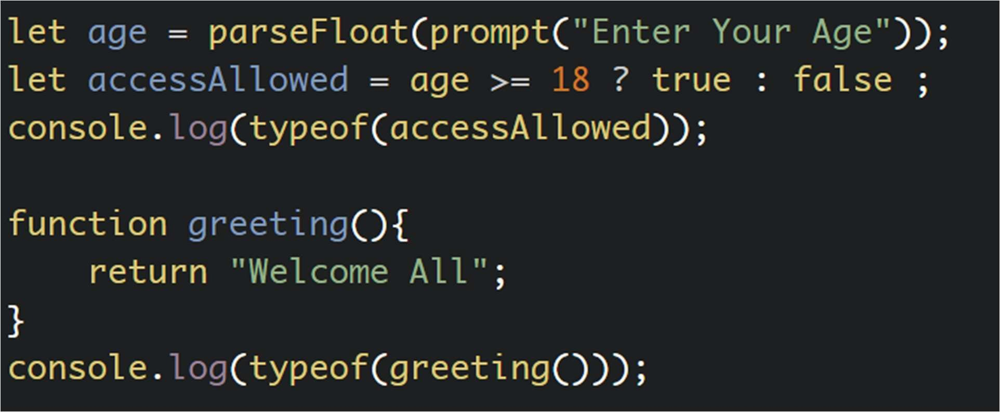 let age = parseFloat(prompt("Enter Your Age"));
let accessAllowed = age >= 18 ? true : false ;
console.log(typeof(accessAllowed));
function greeting(){
    return "Welcome All";
}
console.log(typeof(greeting()));